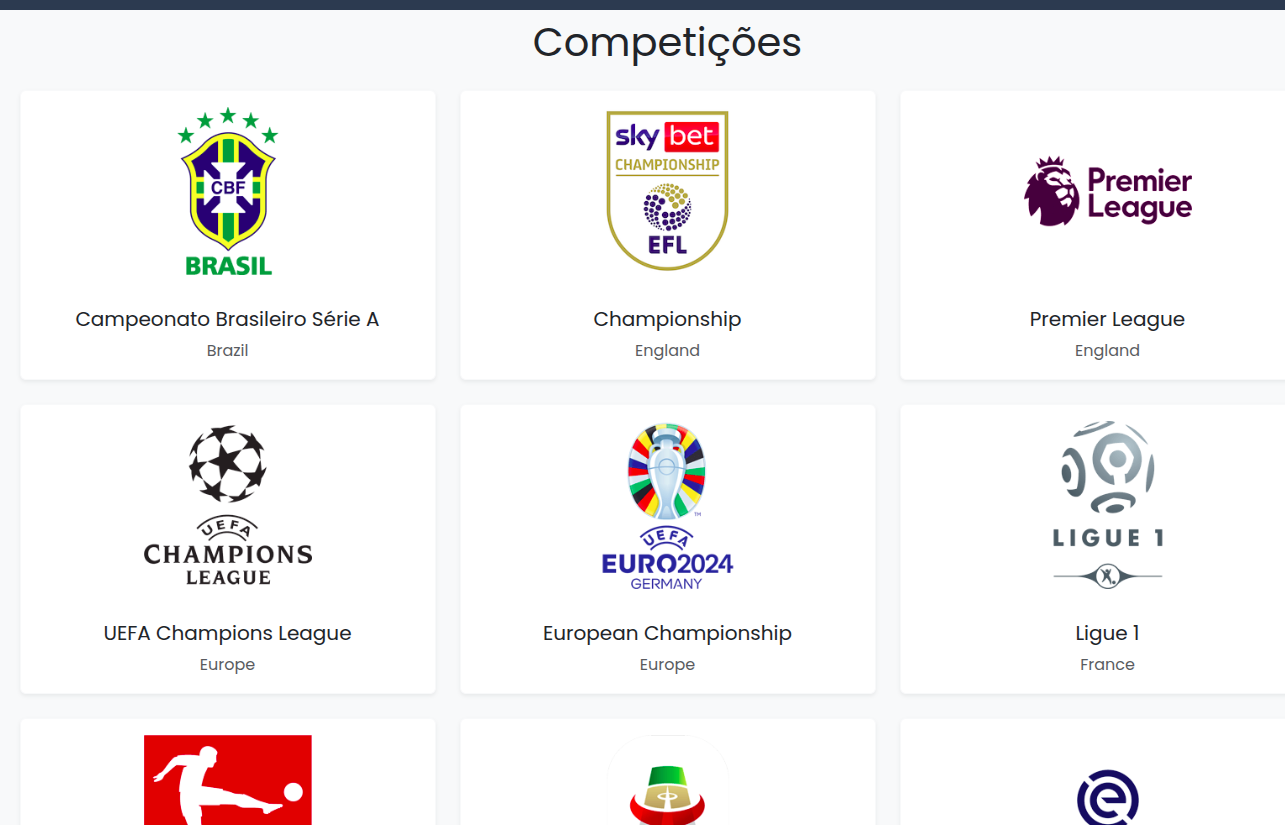 Competições
CBF
BRASIL
Campeonato Brasileiro Série A
Brazil
sky bet
CHAMPIONSHIP
EFL
Championship
England
Premier
League
Premier League
England
UEFA
CHAMPIONS
LEAGUE
UEFA Champions League
Europe
TM
UEFA
EURO2024
GERMANY
European Championship
Europe
LIGUE 1
Ligue 1
France
e